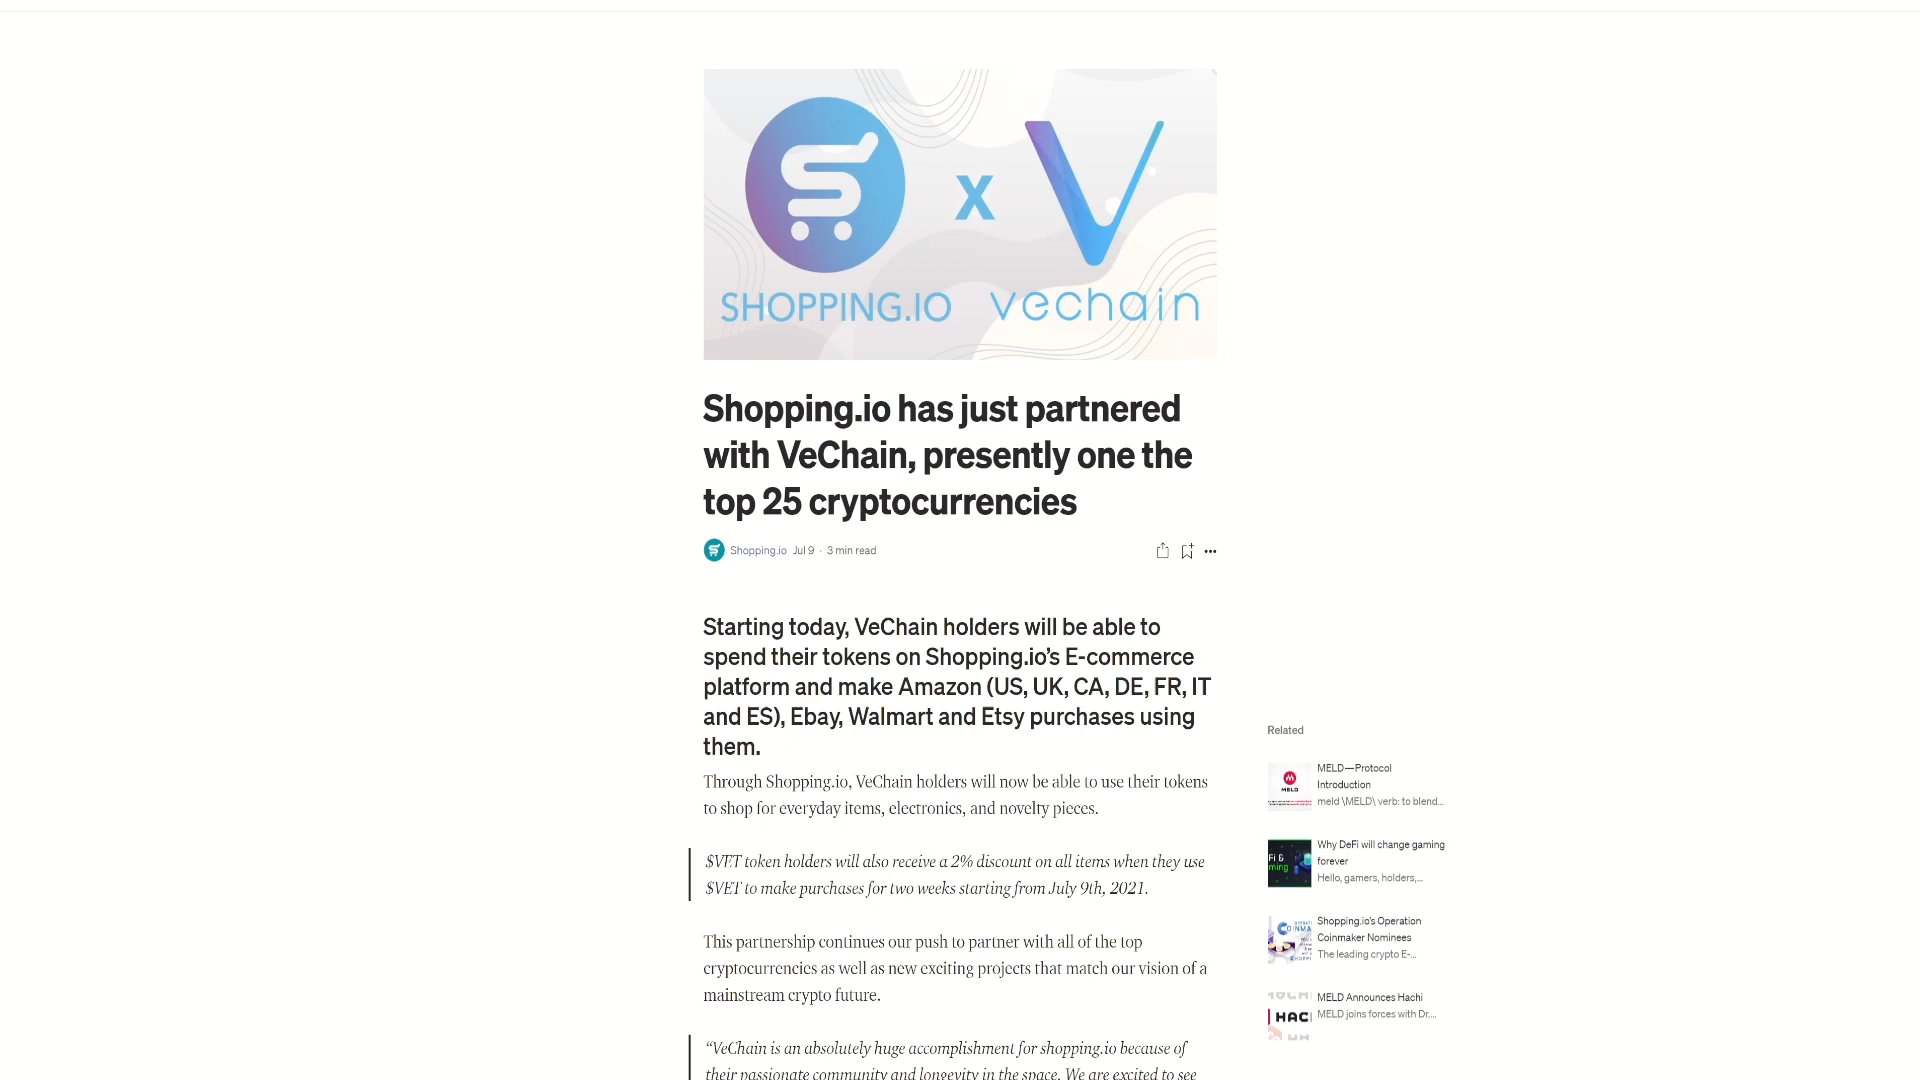 x
SHOPPING.IO vechain
Shopping.io has just partnered
with VeChain, presently one the
top 25 cryptocurrencies
Shopping.io Jul 9 · 3 min read
Starting today, VeChain holders will be able to
spend their tokens on Shopping.io’s E-commerce
platform and make Amazon (US, UK, CA, DE, FR, IT
and ES), Ebay, Walmart and Etsy purchases using
them.
Through Shopping.io, VeChain holders will now be able to use their tokens
to shop for everyday items, electronics, and novelty pieces.
$VET token holders will also receive a 2% discount on all items when they use
$VET to make purchases for two weeks starting from July 9th, 2021.
This partnership continues our push to partner with all of the top
cryptocurrencies as well as new exciting projects that match our vision of a
mainstream crypto future.
“VeChain is an absolutely huge accomplishment for shopping.io because of
their passionate community and longevity in the space. We are excited to see
Related
MELD
MELD—Protocol
Introduction
meld \MELD\ verb: to blend...
Why DeFi will change gaming
forever
Hello, gamers, holders,...
Shopping.io’s Operation
Coinmaker Nominees
The leading crypto E-...
HAC
MELD Announces Hachi
MELD joins forces with Dr....